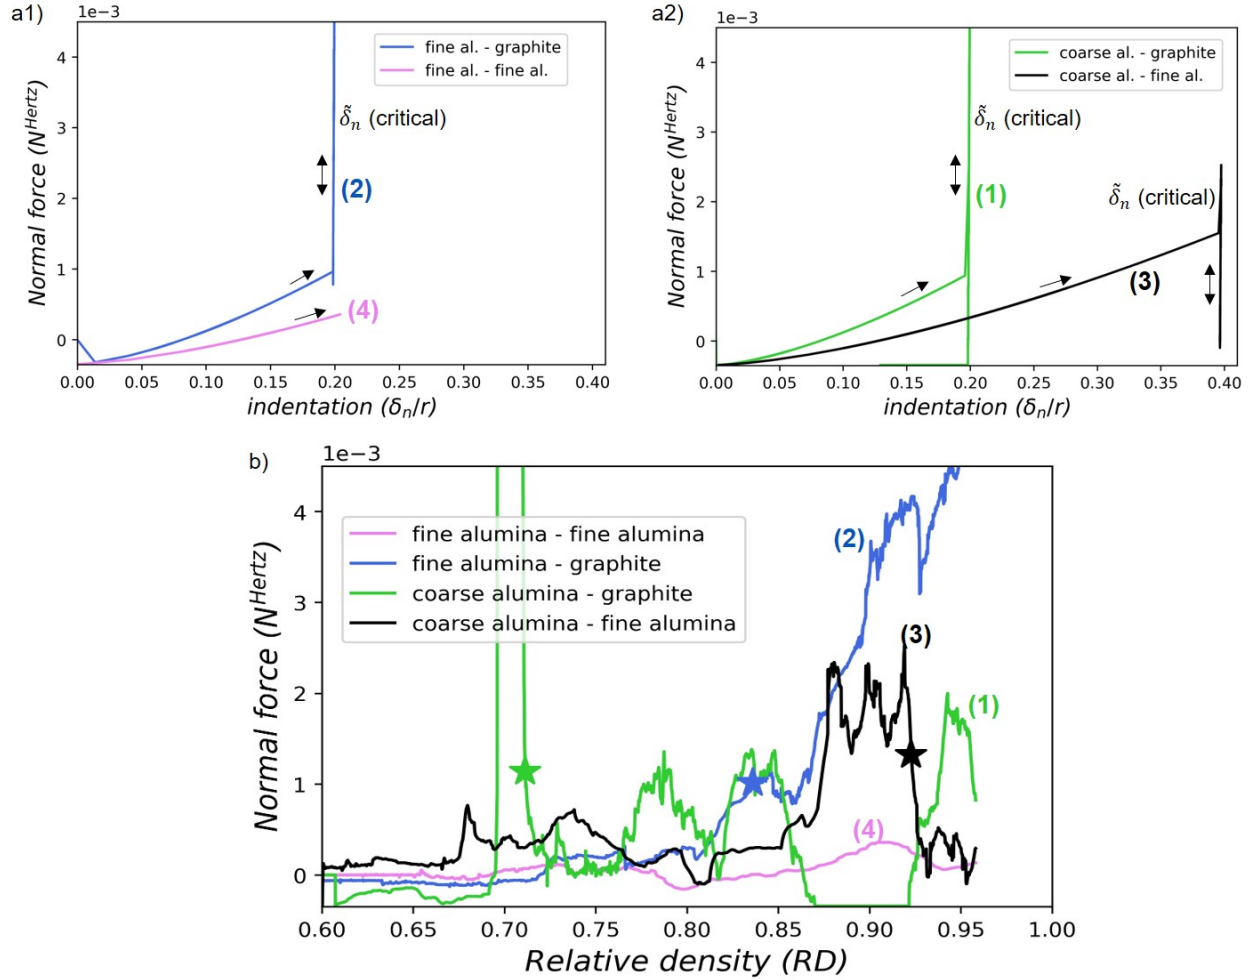 a1)
1e−3
Normal force (N^Hertz)
4
3
2
1
0
fine al. - graphite
fine al. - fine al.
δ̃n (critical)
(2)
(4)
0.00 0.05 0.10 0.15 0.20 0.25 0.30 0.35 0.40
indentation (δn/r)
a2)
1e−3
Normal force (N^Hertz)
4
3
2
1
0
coarse al. - graphite
coarse al. - fine al.
δ̃n (critical)
(1)
δ̃n (critical)
(3)
0.00 0.05 0.10 0.15 0.20 0.25 0.30 0.35 0.40
indentation (δn/r)
b)
1e−3
Normal force (N^Hertz)
4
3
2
1
0
fine alumina - fine alumina
fine alumina - graphite
coarse alumina - graphite
coarse alumina - fine alumina
(2)
(3)
(1)
(4)
0.60 0.65 0.70 0.75 0.80 0.85 0.90 0.95 1.00
Relative density (RD)